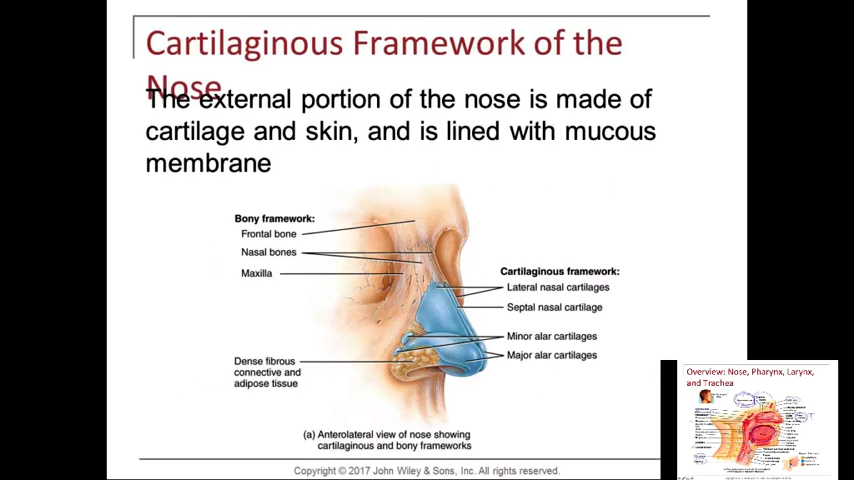 Cartilaginous Framework of the
Nose
The external portion of the nose is made of
cartilage and skin, and is lined with mucous
membrane
Bony framework:
Frontal bone
Nasal bones
Maxilla
Cartilaginous framework:
Lateral nasal cartilages
Septal nasal cartilage
Minor alar cartilages
Major alar cartilages
Dense fibrous
connective and
adipose tissue
(a) Anterolateral view of nose showing
cartilaginous and bony frameworks
Copyright © 2017 John Wiley & Sons, Inc. All rights reserved.
Overview: Nose, Pharynx, Larynx,
and Trachea